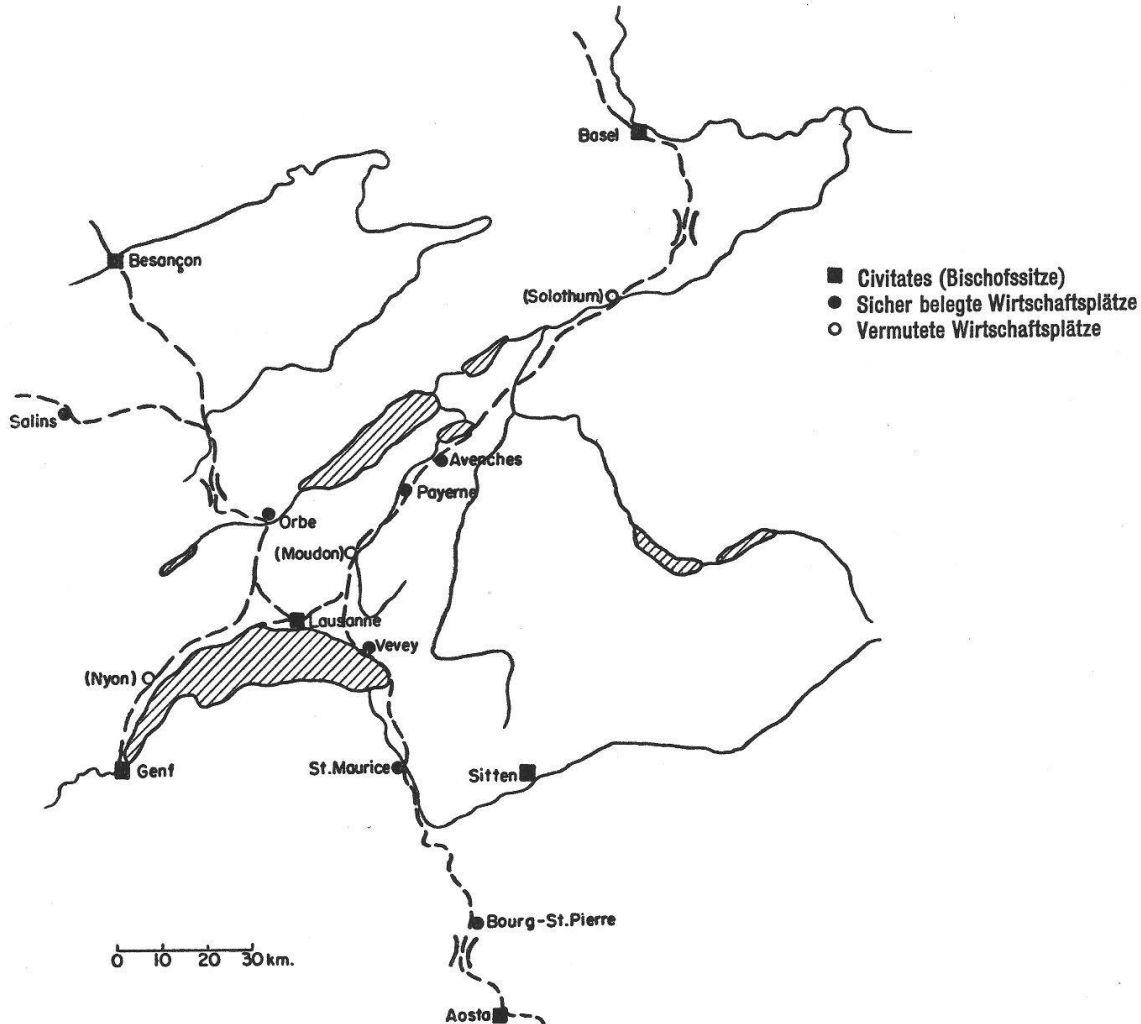 Basel
Besançon
(Solothurn)
■ Civitates (Bischofssitze)
● Sicher belegte Wirtschaftsplätze
○ Vermutete Wirtschaftsplätze
Salins
Avenches
Payerne
Orbe
(Moudon)
Lausanne
Vevey
(Nyon)
Genf
St.Maurice
Sitten
Bourg-St.Pierre
0 10 20 30 km.
Aosta